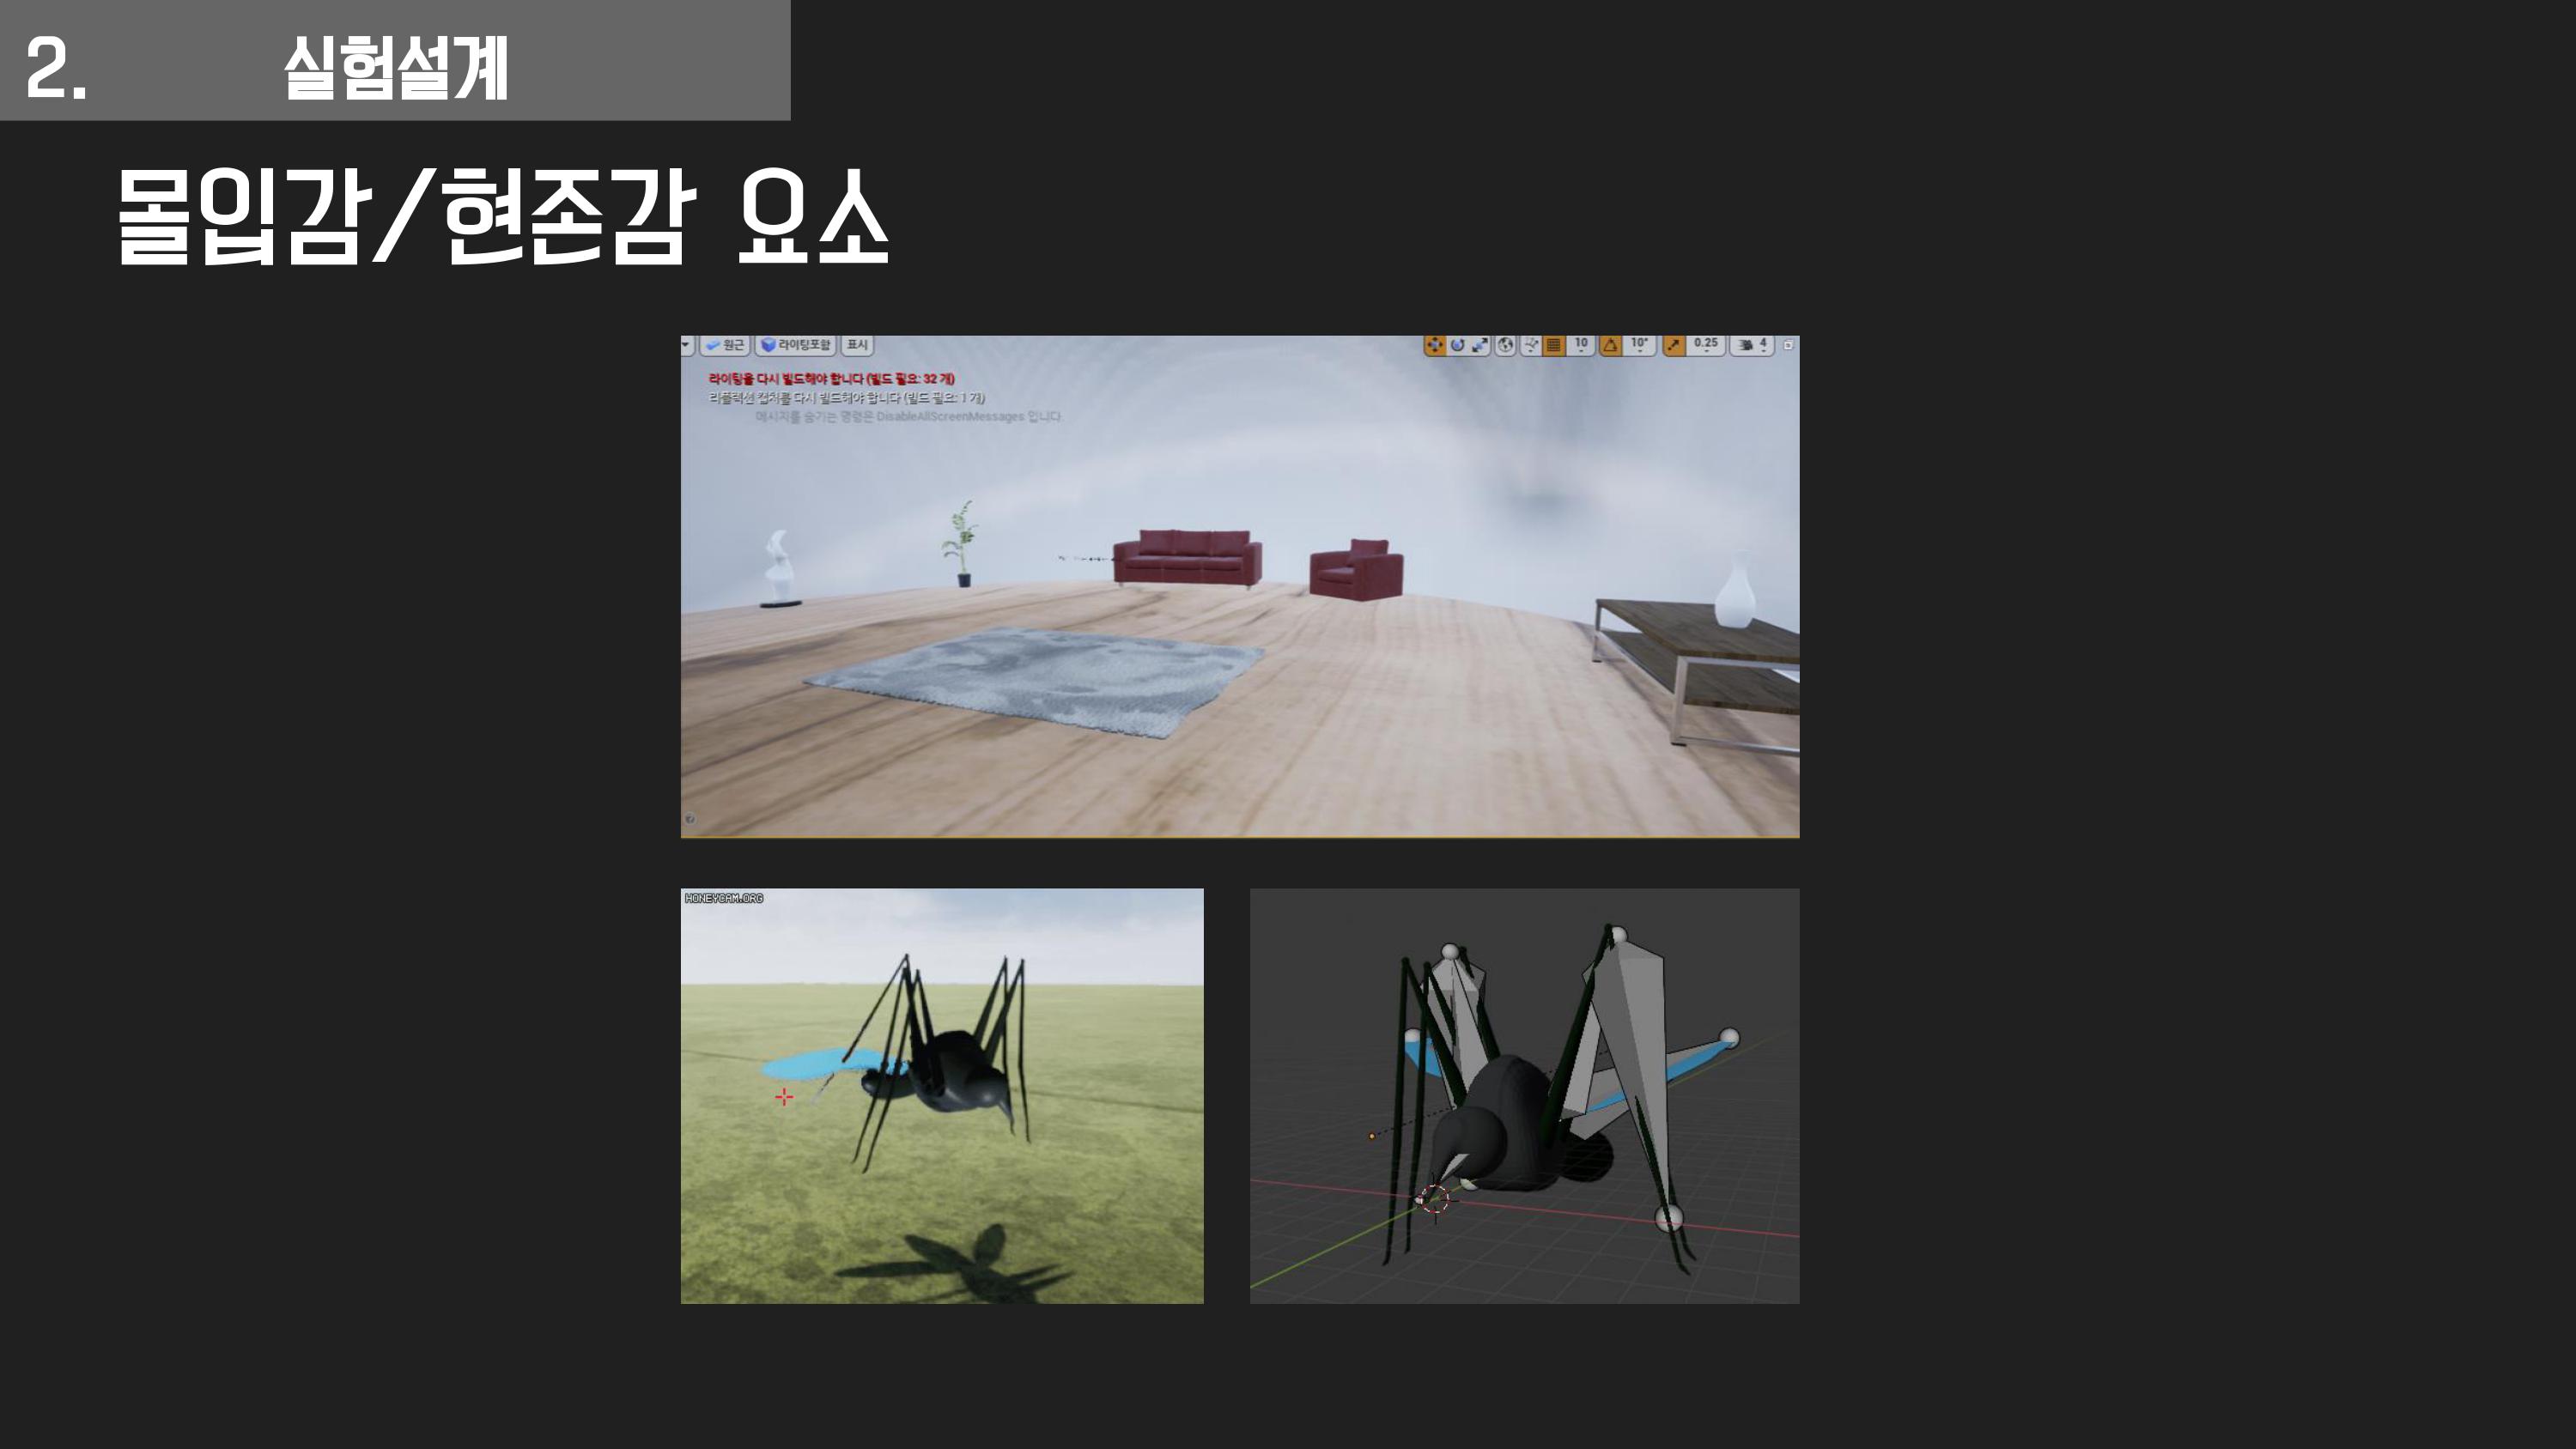 2. 실험설계
몰입감/현존감 요소
원근 라이팅포함 표시 10 10° 0.25 4
라이팅을 다시 빌드해야 합니다 (빌드 필요: 32 개)
리플렉션 캡처를 다시 빌드해야 합니다 (빌드 필요: 1 개)
메시지를 숨기는 명령은 DisableAllScreenMessages 입니다
HONEYCAM.ORG